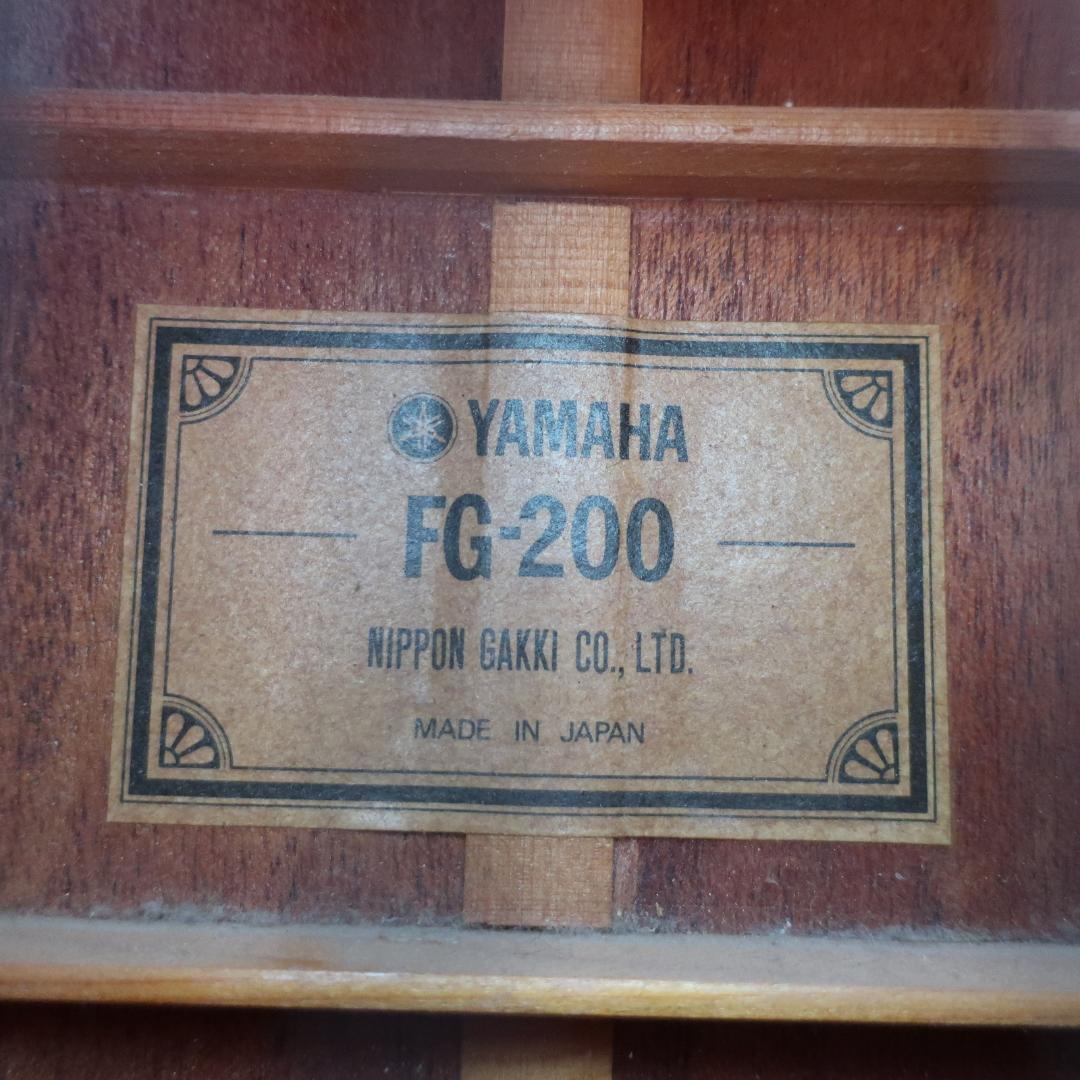 YAMAHA
FG-200
NIPPON GAKKI CO., LTD.
MADE IN JAPAN